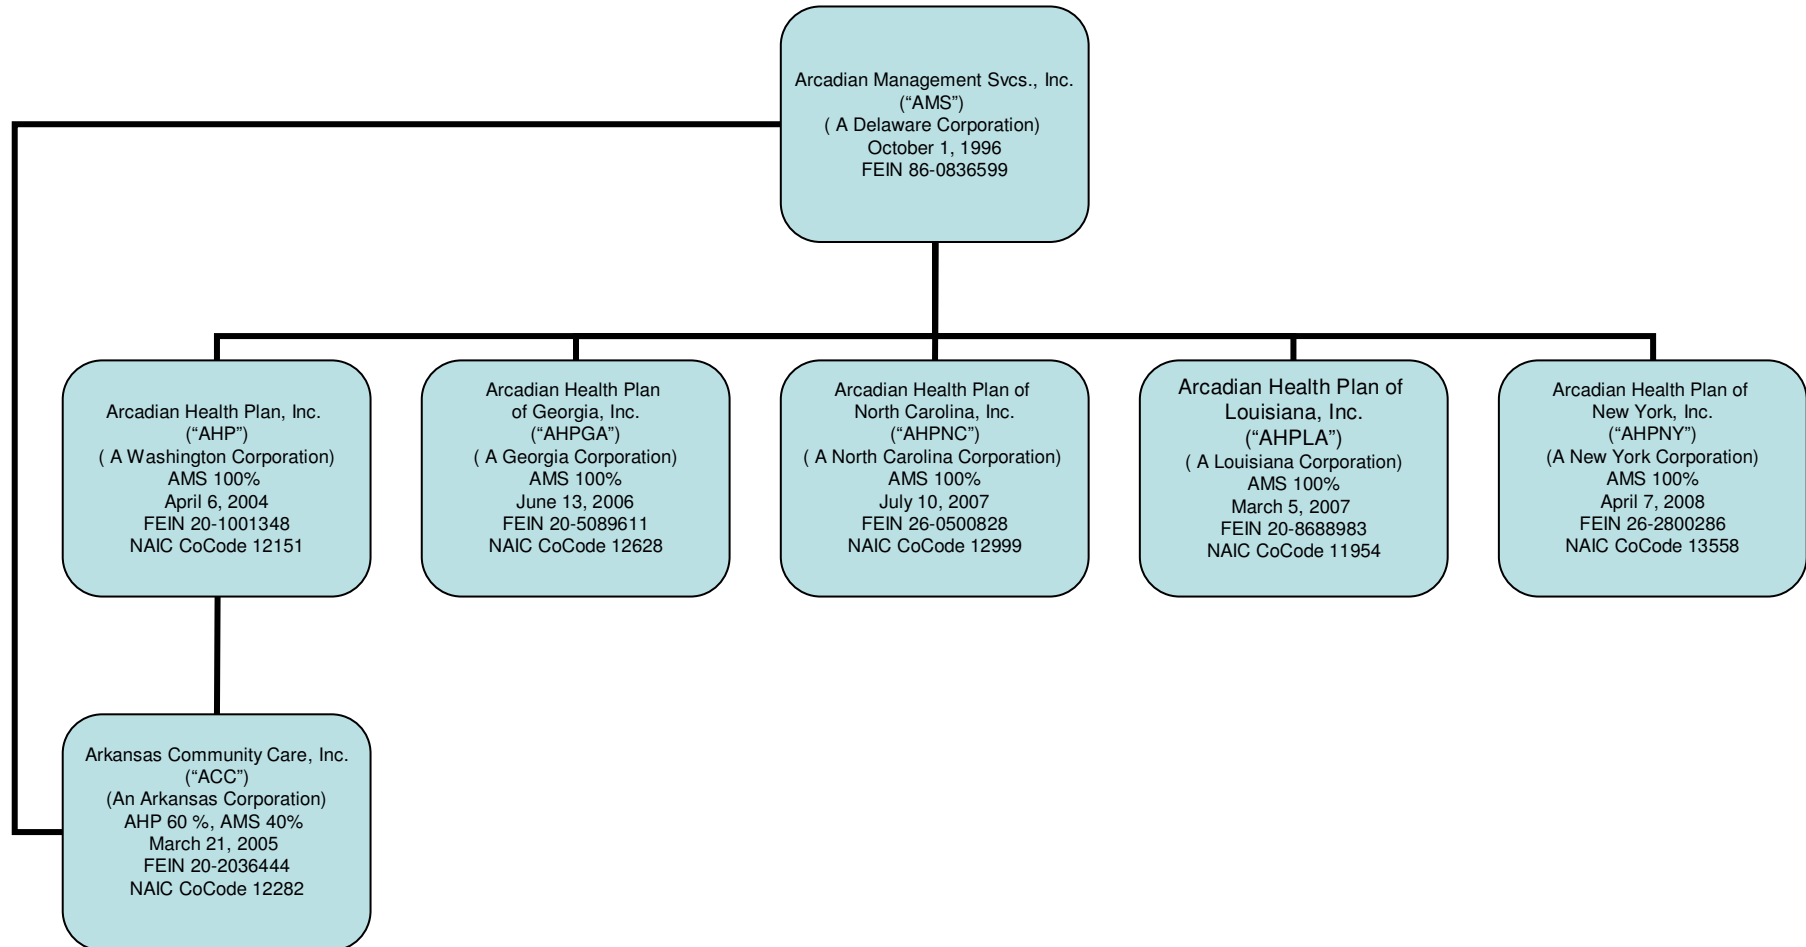 Arcadian Management Svcs., Inc.
(“AMS”)
( A Delaware Corporation)
October 1, 1996
FEIN 86-0836599
Arcadian Health Plan, Inc.
(“AHP”)
( A Washington Corporation)
AMS 100%
April 6, 2004
FEIN 20-1001348
NAIC CoCode 12151
Arcadian Health Plan
of Georgia, Inc.
(“AHPGA”)
( A Georgia Corporation)
AMS 100%
June 13, 2006
FEIN 20-5089611
NAIC CoCode 12628
Arcadian Health Plan of
North Carolina, Inc.
(“AHPNC”)
( A North Carolina Corporation)
AMS 100%
July 10, 2007
FEIN 26-0500828
NAIC CoCode 12999
Arcadian Health Plan of
Louisiana, Inc.
(“AHPLA”)
( A Louisiana Corporation)
AMS 100%
March 5, 2007
FEIN 20-8688983
NAIC CoCode 11954
Arcadian Health Plan of
New York, Inc.
(“AHPNY”)
(A New York Corporation)
AMS 100%
April 7, 2008
FEIN 26-2800286
NAIC CoCode 13558
Arkansas Community Care, Inc.
(“ACC”)
(An Arkansas Corporation)
AHP 60 %, AMS 40%
March 21, 2005
FEIN 20-2036444
NAIC CoCode 12282